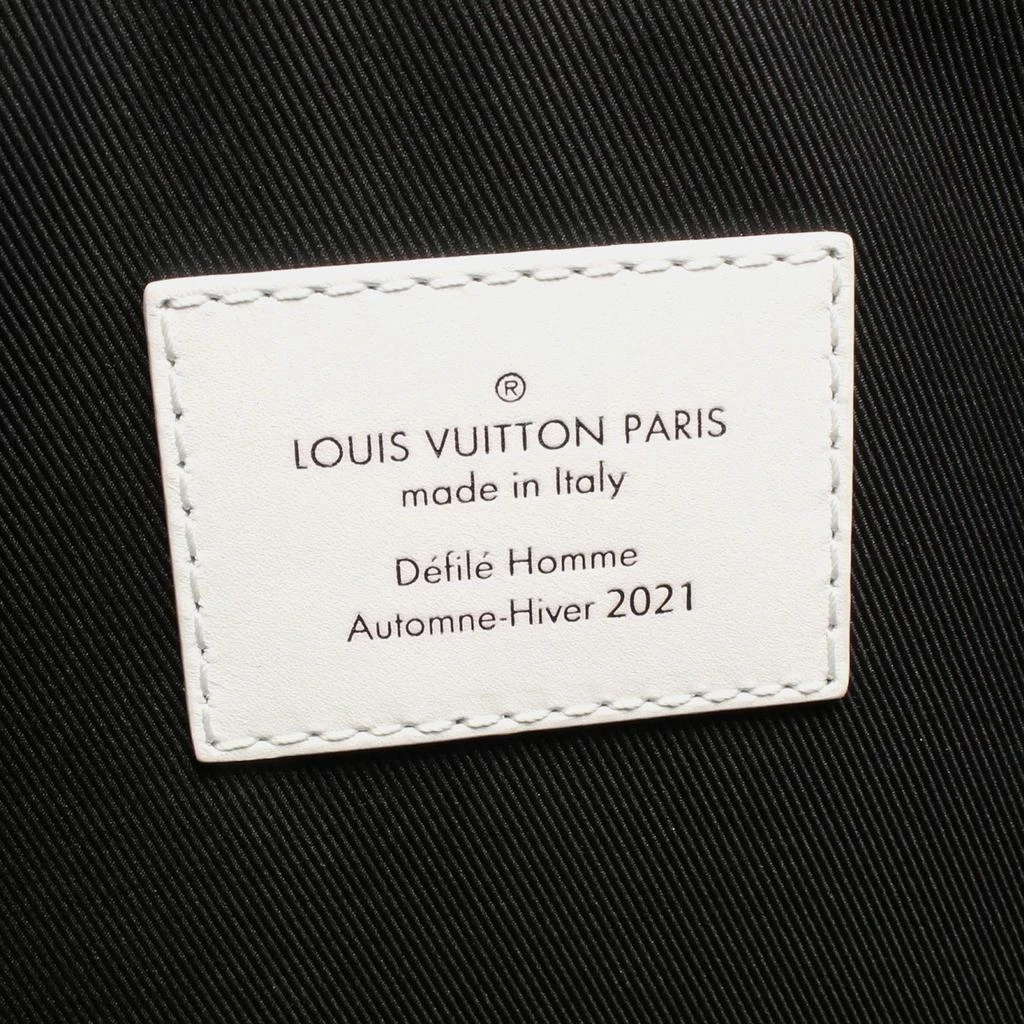 ®
LOUIS VUITTON PARIS
made in Italy
Défilé Homme
Automne-Hiver 2021